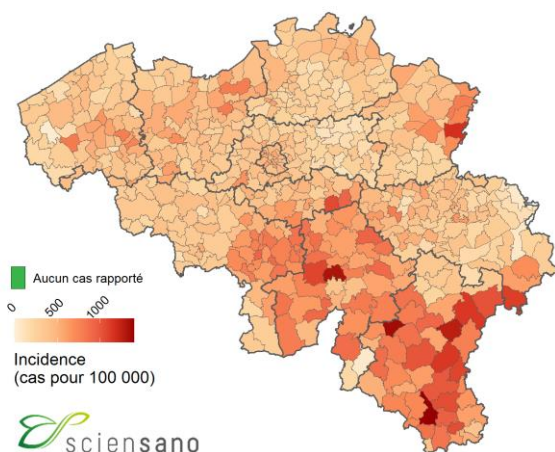 Aucun cas rapporté
0 500 1000
Incidence
(cas pour 100 000)
sciensano